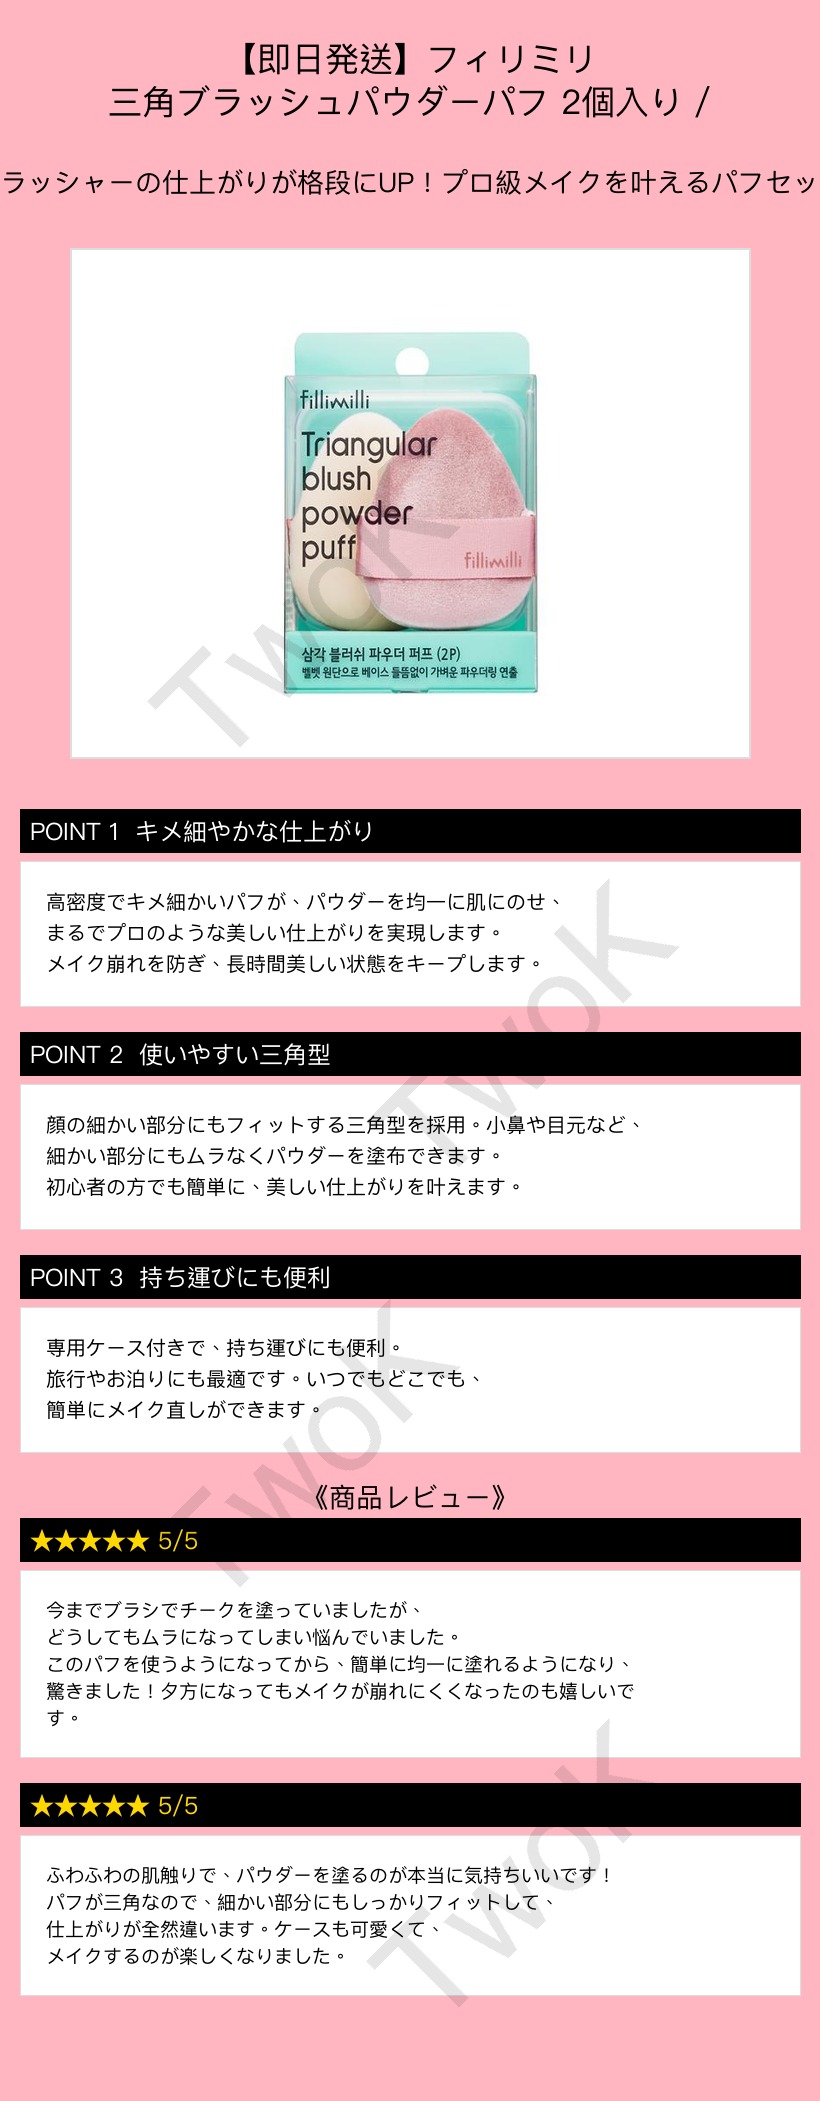 【即日発送】フィリミリ
三角ブラッシュパウダーパフ 2個入り /
ラッシャーの仕上がりが格段にUP！プロ級メイクを叶えるパフセッ
fillimilli
Triangular
blush
powder
puff
fillimilli
삼각 블러쉬 파우더 퍼프 (2P)
벨벳 원단으로 베이스 들뜸없이 가벼운 파우더링 연출
TwoK
POINT 1 キメ細やかな仕上がり
高密度でキメ細かいパフが、パウダーを均一に肌にのせ、
まるでプロのような美しい仕上がりを実現します。
メイク崩れを防ぎ、長時間美しい状態をキープします。
TwoK
POINT 2 使いやすい三角型
顔の細かい部分にもフィットする三角型を採用。小鼻や目元など、
細かい部分にもムラなくパウダーを塗布できます。
初心者の方でも簡単に、美しい仕上がりを叶えます。
POINT 3 持ち運びにも便利
専用ケース付きで、持ち運びにも便利。
旅行やお泊りにも最適です。いつでもどこでも、
簡単にメイク直しができます。
TwoK
《商品レビュー》
★★★★★ 5/5
今までブラシでチークを塗っていましたが、
どうしてもムラになってしまい悩んでいました。
このパフを使うようになってから、簡単に均一に塗れるようになり、
驚きました！夕方になってもメイクが崩れにくくなったのも嬉しいで
す。
★★★★★ 5/5
ふわふわの肌触りで、パウダーを塗るのが本当に気持ちいいです！
パフが三角なので、細かい部分にもしっかりフィットして、
仕上がりが全然違います。ケースも可愛くて、
メイクするのが楽しくなりました。
TwoK